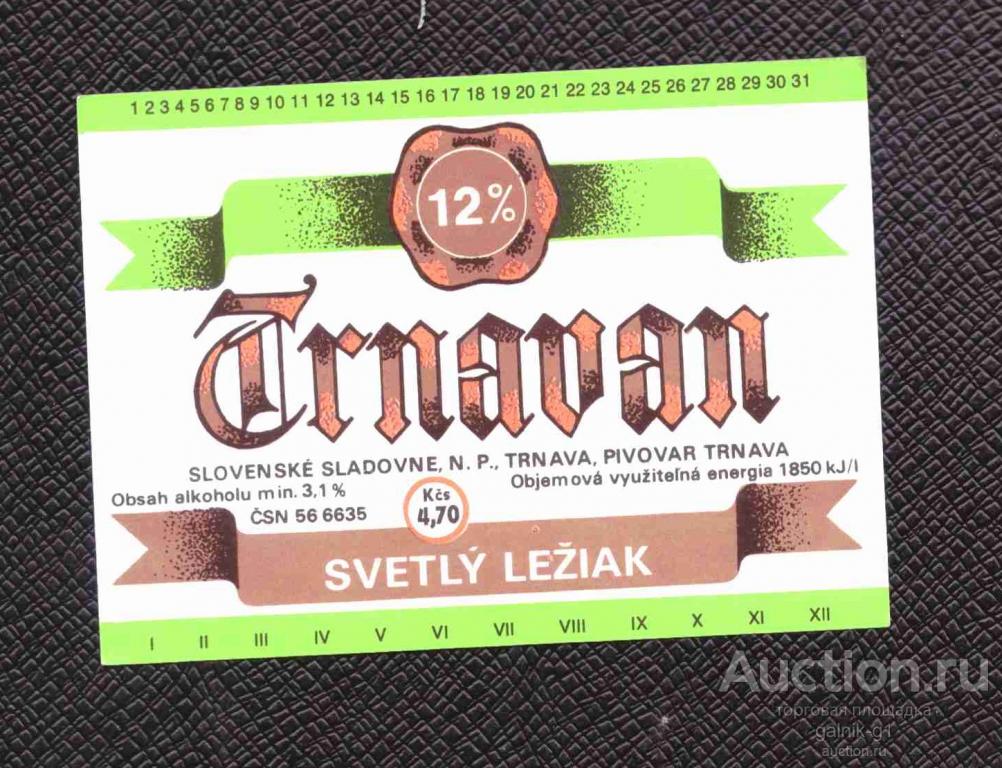 1 2 3 4 5 6 7 8 9 10 11 12 13 14 15 16 17 18 19 20 21 22 23 24 25 26 27 28 29 30 31
12%
Trnavan
SLOVENSKÉ SLADOVNE, N. P., TRNAVA, PIVOVAR TRNAVA
Obsah alkoholu min. 3,1 %
Objemová využiteľná energia 1850 kJ/l
ČSN 56 6635
Kčs
4,70
SVETLÝ LEŽIAK
I II III IV V VI VII VIII IX X XI XII
Auction.ru
торговая площадка
galnik-g1
auction.ru